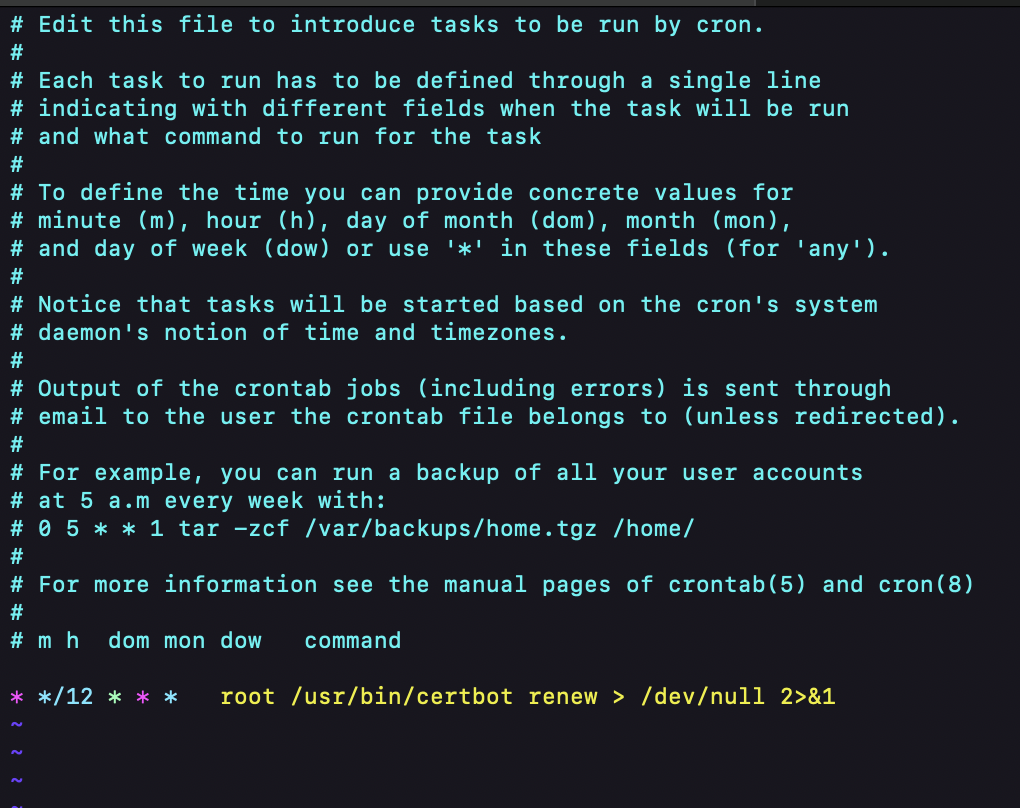 # Edit this file to introduce tasks to be run by cron.
#
# Each task to run has to be defined through a single line
# indicating with different fields when the task will be run
# and what command to run for the task
#
# To define the time you can provide concrete values for
# minute (m), hour (h), day of month (dom), month (mon),
# and day of week (dow) or use '*' in these fields (for 'any').
#
# Notice that tasks will be started based on the cron's system
# daemon's notion of time and timezones.
#
# Output of the crontab jobs (including errors) is sent through
# email to the user the crontab file belongs to (unless redirected).
#
# For example, you can run a backup of all your user accounts
# at 5 a.m every week with:
# 0 5 * * 1 tar -zcf /var/backups/home.tgz /home/
#
# For more information see the manual pages of crontab(5) and cron(8)
#
# m h  dom mon dow   command

* */12 * * *   root /usr/bin/certbot renew > /dev/null 2>&1
~
~
~
~